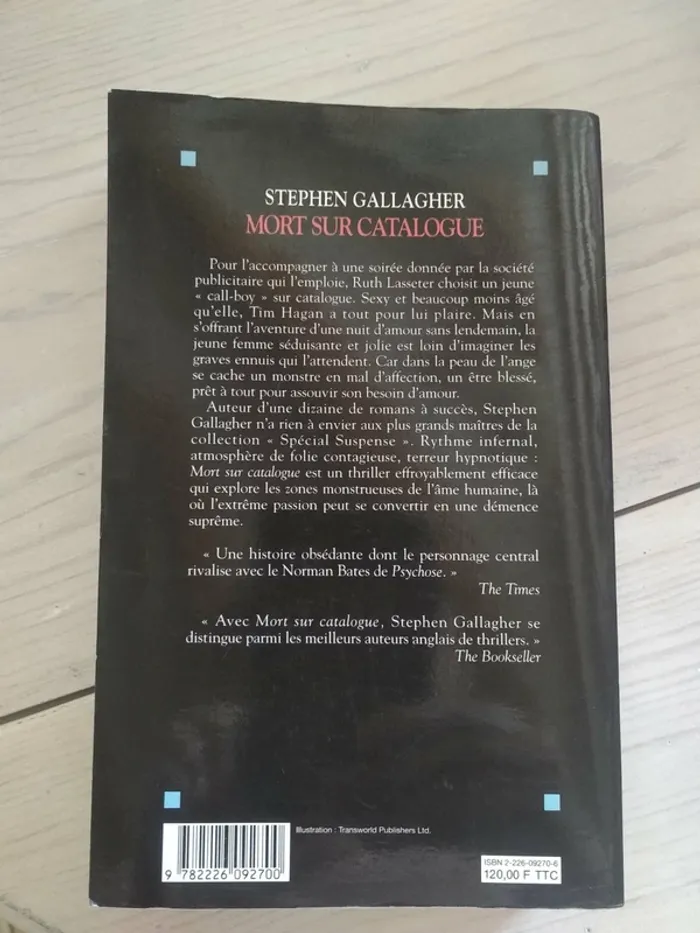 STEPHEN GALLAGHER
MORT SUR CATALOGUE
Pour l'accompagner à une soirée donnée par la société
publicitaire qui l'emploie, Ruth Lasseter choisit un jeune
« call-boy » sur catalogue. Sexy et beaucoup moins âgé
qu'elle, Tim Hagan a tout pour lui plaire. Mais en
s'offrant l'aventure d'une nuit d'amour sans lendemain, la
jeune femme séduisante et jolie est loin d'imaginer les
graves ennuis qui l'attendent. Car dans la peau de l'ange
se cache un monstre en mal d'affection, un être blessé,
prêt à tout pour assouvir son besoin d'amour.
Auteur d'une dizaine de romans à succès, Stephen
Gallagher n'a rien à envier aux plus grands maîtres de la
collection « Spécial Suspense ». Rythme infernal,
atmosphère de folie contagieuse, terreur hypnotique :
Mort sur catalogue est un thriller effroyablement efficace
qui explore les zones monstrueuses de l'âme humaine, là
où l'extrême passion peut se convertir en une démence
suprême.
« Une histoire obsédante dont le personnage central
rivalise avec le Norman Bates de Psychose. »
The Times
« Avec Mort sur catalogue, Stephen Gallagher se
distingue parmi les meilleurs auteurs anglais de thrillers. »
The Bookseller
Illustration : Transworld Publishers Ltd.
9 782226 092700
ISBN 2-226-09270-6
120,00 F TTC